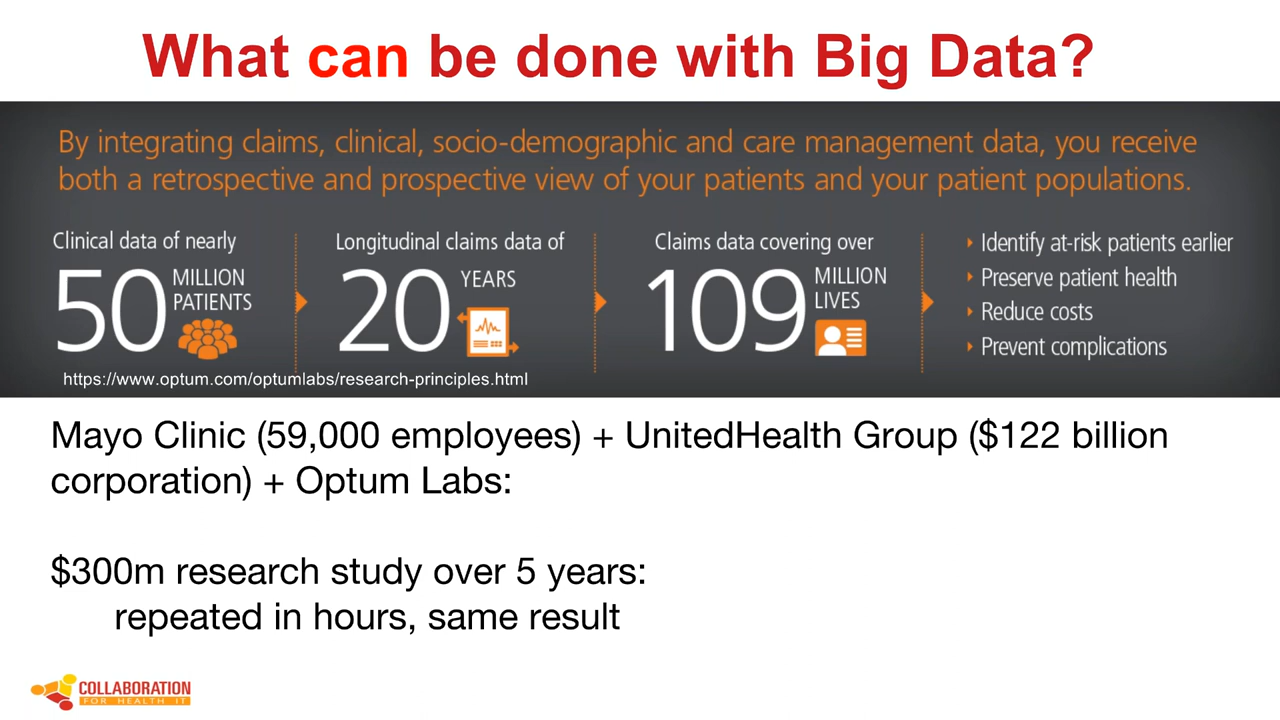 What can be done with Big Data?
By integrating claims, clinical, socio-demographic and care management data, you receive
both a retrospective and prospective view of your patients and your patient populations.
Clinical data of nearly
50 MILLION
PATIENTS
Longitudinal claims data of
20 YEARS
Claims data covering over
109 MILLION
LIVES
Identify at-risk patients earlier
Preserve patient health
Reduce costs
Prevent complications
https://www.optum.com/optumlabs/research-principles.html
Mayo Clinic (59,000 employees) + UnitedHealth Group ($122 billion
corporation) + Optum Labs:
$300m research study over 5 years:
repeated in hours, same result
COLLABORATION
FOR HEALTH IT